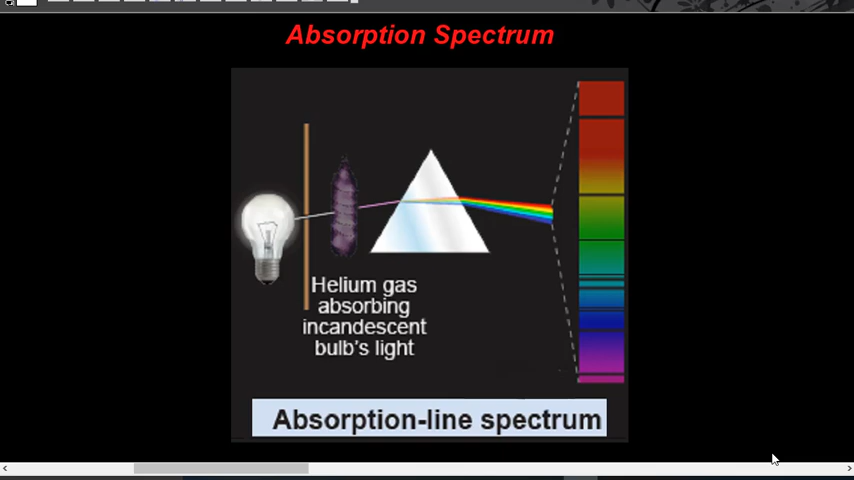 Absorption Spectrum
Helium gas
absorbing
incandescent
bulb's light
Absorption-line spectrum